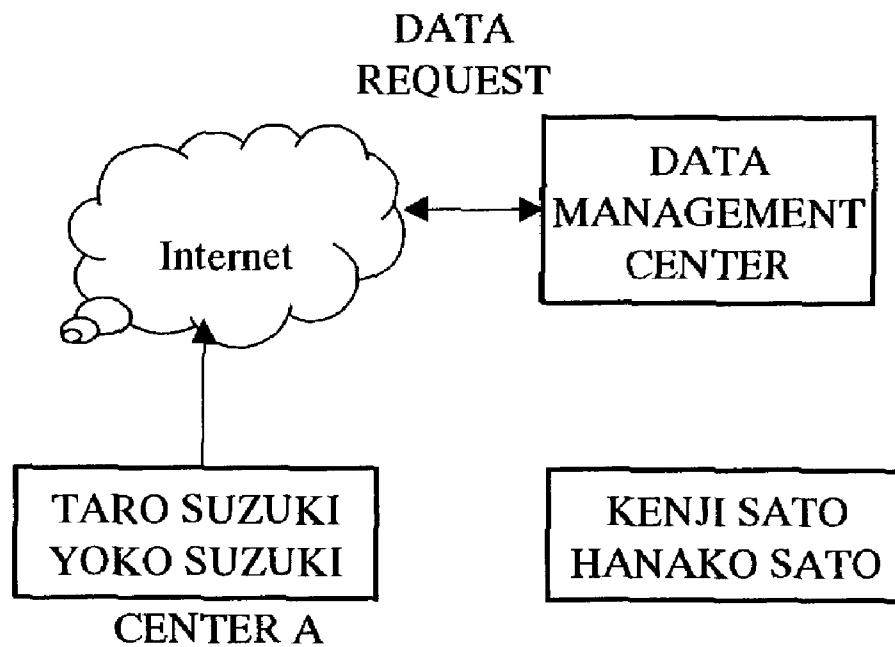 DATA
REQUEST
DATA
MANAGEMENT
CENTER
Internet
TARO SUZUKI
YOKO SUZUKI
CENTER A
KENJI SATO
HANAKO SATO